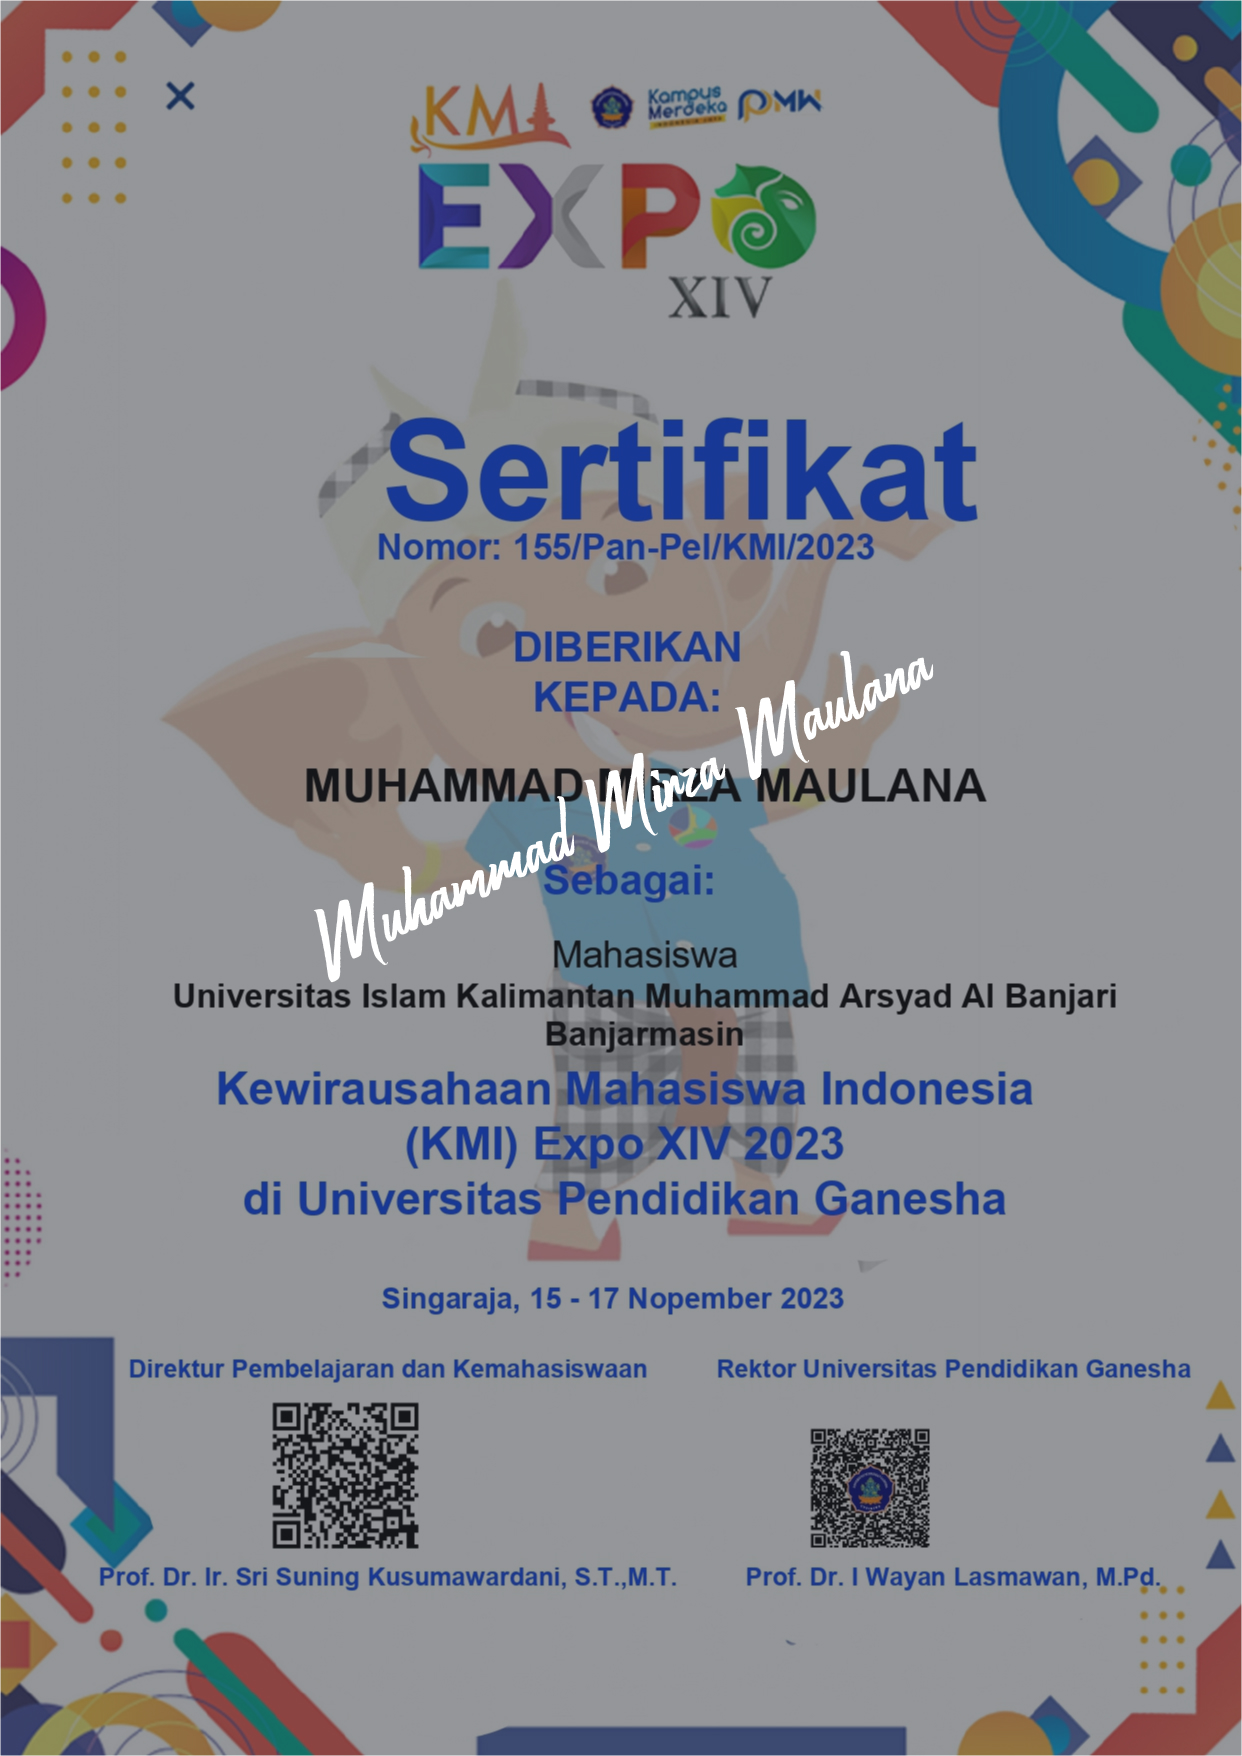 KMI
Kampus
Merdeka
INDONESIA JAYA
PMW
EXPO
XIV
Sertifikat
Nomor: 155/Pan-Pel/KMI/2023
DIBERIKAN
KEPADA:
MUHAMMAD MIRZA MAULANA
Muhammad Mirza Maulana
Sebagai:
Mahasiswa
Universitas Islam Kalimantan Muhammad Arsyad Al Banjari
Banjarmasin
Kewirausahaan Mahasiswa Indonesia
(KMI) Expo XIV 2023
di Universitas Pendidikan Ganesha
Singaraja, 15 - 17 Nopember 2023
Direktur Pembelajaran dan Kemahasiswaan
Rektor Universitas Pendidikan Ganesha
Prof. Dr. Ir. Sri Suning Kusumawardani, S.T.,M.T.
Prof. Dr. I Wayan Lasmawan, M.Pd.